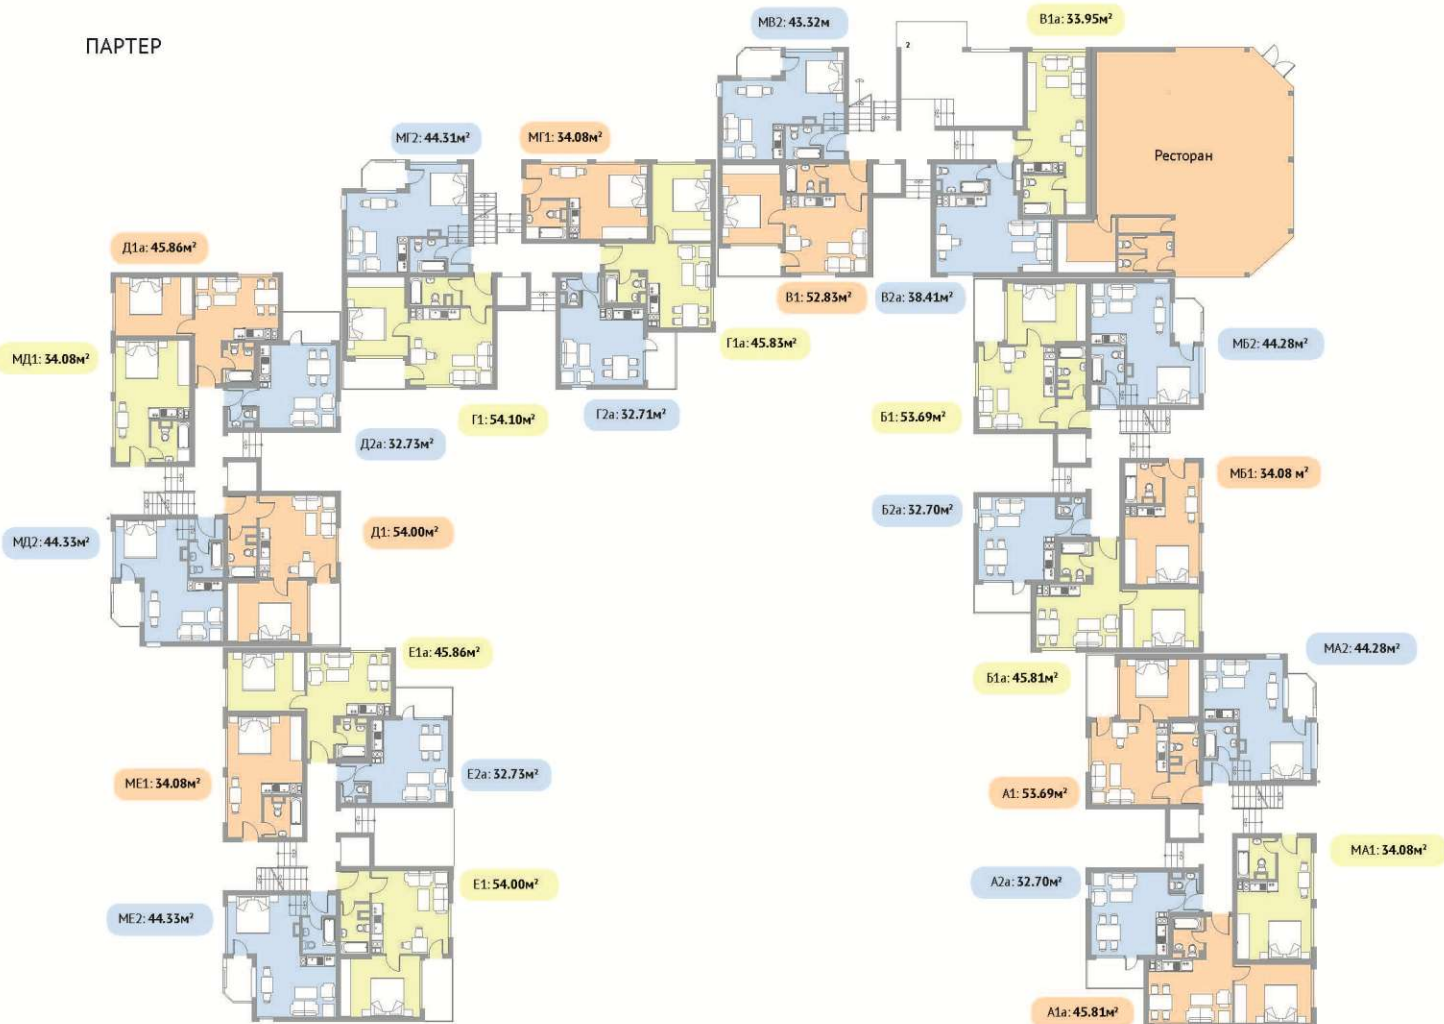 ПАРТЕР
МВ2: 43.32м
В1а: 33.95м²
2
МГ2: 44.31м²
МГ1: 34.08м²
Ресторан
Д1а: 45.86м²
В1: 52.83м²
В2а: 38.41м²
МД1: 34.08м²
Г1а: 45.83м²
МБ2: 44.28м²
Г1: 54.10м²
Г2а: 32.71м²
Б1: 53.69м²
Д2а: 32.73м²
МБ1: 34.08 м²
Б2а: 32.70м²
МД2: 44.33м²
Д1: 54.00м²
Е1а: 45.86м²
МА2: 44.28м²
Б1а: 45.81м²
МЕ1: 34.08м²
Е2а: 32.73м²
А1: 53.69м²
МА1: 34.08м²
Е1: 54.00м²
А2а: 32.70м²
МЕ2: 44.33м²
А1а: 45.81м²